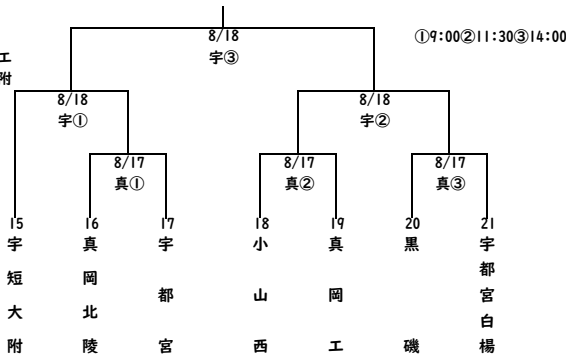 8/18
宇③
①9:00②11:30③14:00
工
附
8/18
宇①
8/18
宇②
8/17
真①
8/17
真②
8/17
真③
15 16 17 18 19 20 21
宇短大附
真岡北陵
宇都宮
小山西
真岡工
黒磯
宇都宮白楊